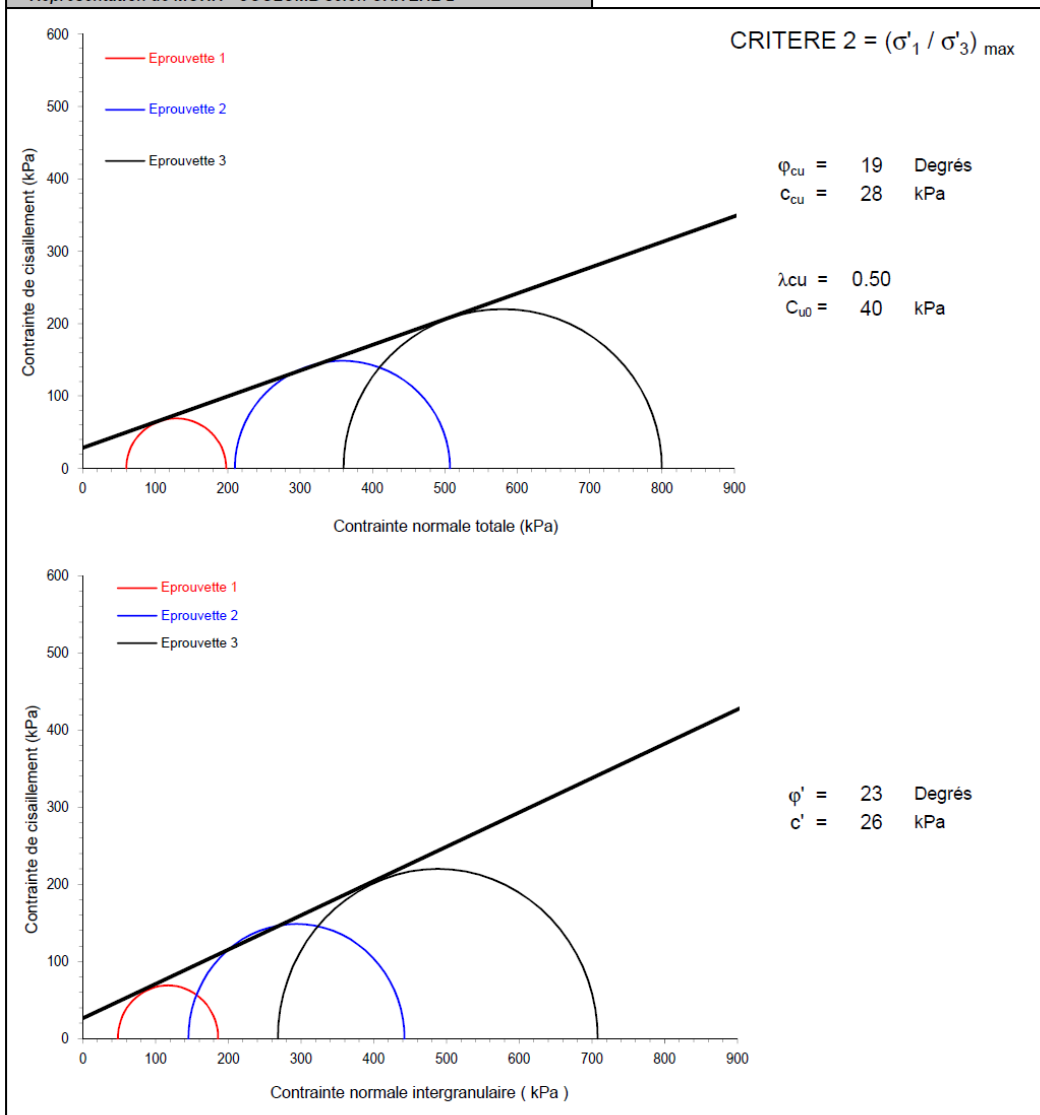 CRITERE 2 = (σ'1 / σ'3) max
600
500
400
300
200
100
0
Contrainte de cisaillement (kPa)
Eprouvette 1
Eprouvette 2
Eprouvette 3
φcu = 19 Degrés
ccu = 28 kPa
λcu = 0.50
Cu0 = 40 kPa
0 100 200 300 400 500 600 700 800 900
Contrainte normale totale (kPa)
600
500
400
300
200
100
0
Contrainte de cisaillement (kPa)
Eprouvette 1
Eprouvette 2
Eprouvette 3
φ' = 23 Degrés
c' = 26 kPa
0 100 200 300 400 500 600 700 800 900
Contrainte normale intergranulaire ( kPa )